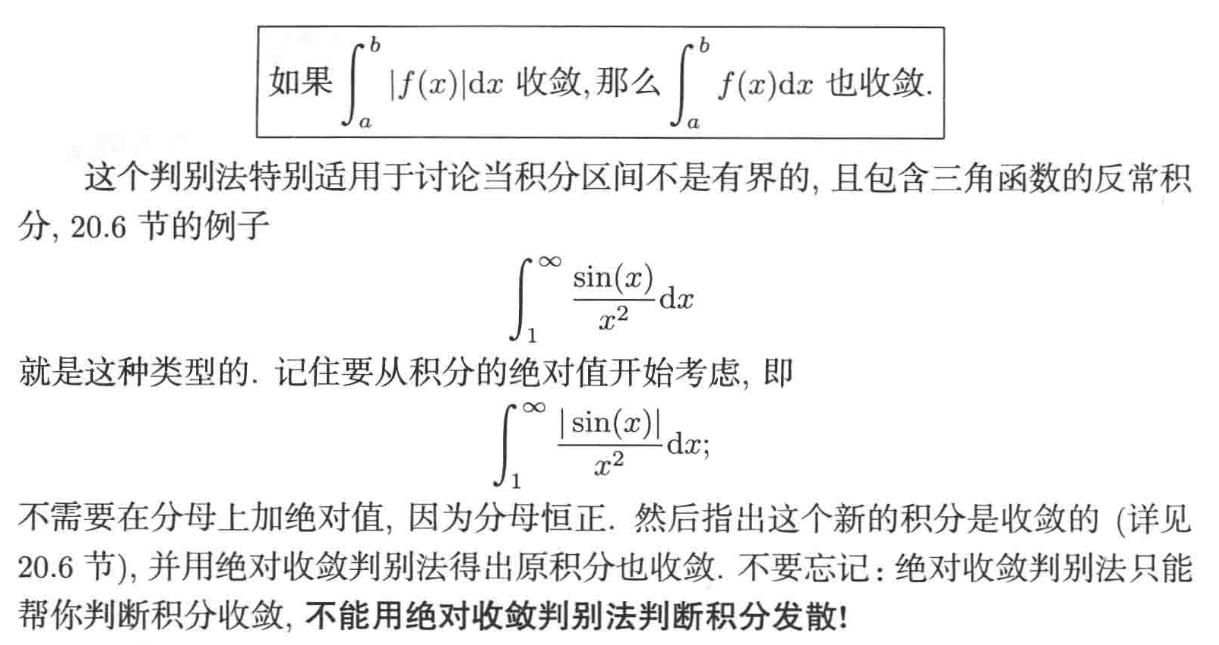 如果 $\int_a^b |f(x)|\mathrm{d}x$ 收敛, 那么 $\int_a^b f(x)\mathrm{d}x$ 也收敛.
这个判别法特别适用于讨论当积分区间不是有界的, 且包含三角函数的反常积
分, 20.6 节的例子
$\int_1^\infty \frac{\sin(x)}{x^2}\mathrm{d}x$
就是这种类型的. 记住要从积分的绝对值开始考虑, 即
$\int_1^\infty \frac{|\sin(x)|}{x^2}\mathrm{d}x;$
不需要在分母上加绝对值, 因为分母恒正. 然后指出这个新的积分是收敛的 (详见
20.6 节), 并用绝对收敛判别法得出原积分也收敛. 不要忘记: 绝对收敛判别法只能
帮你判断积分收敛, 不能用绝对收敛判别法判断积分发散!